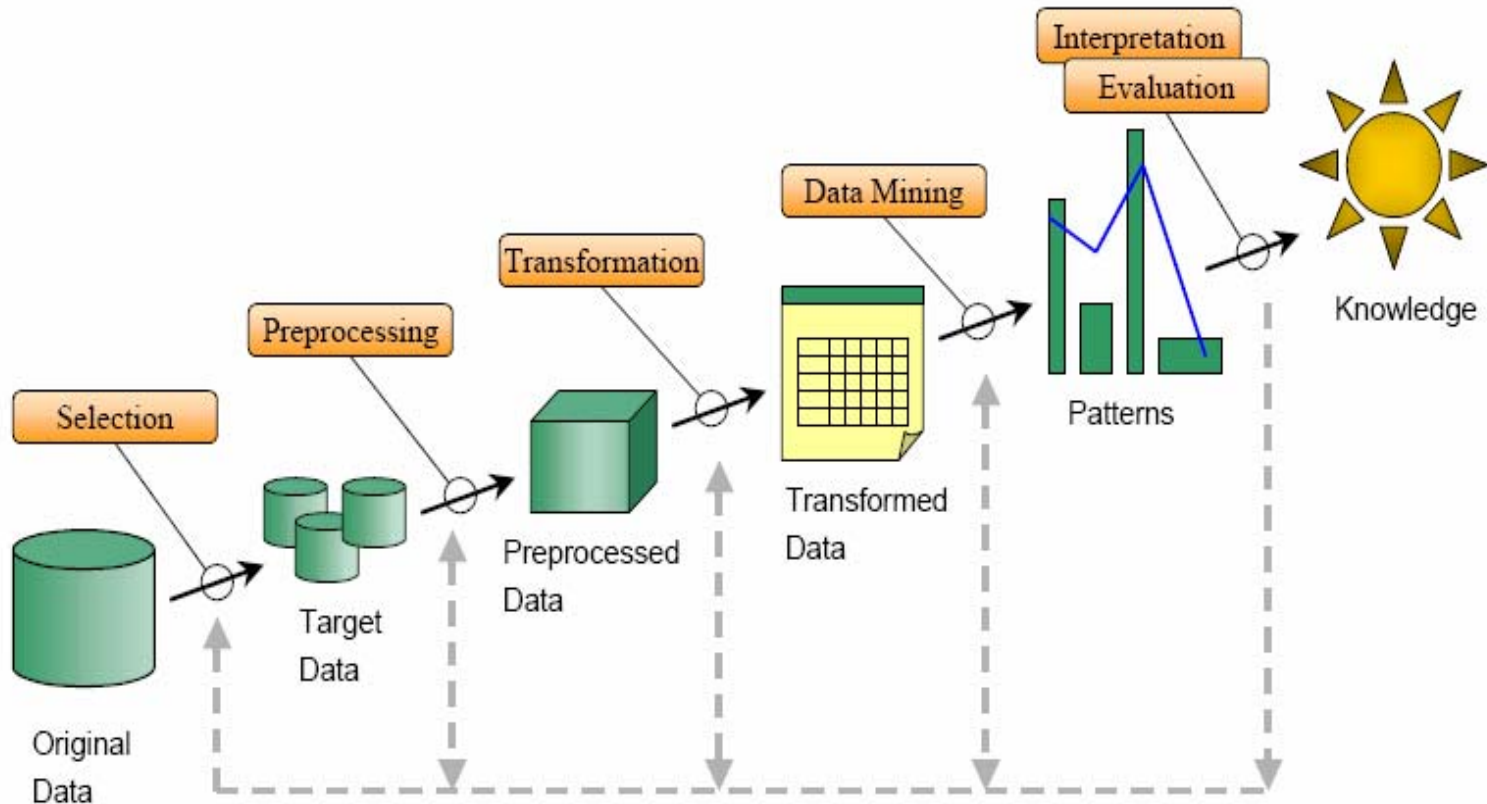 Interpretation
Evaluation
Data Mining
Transformation
Preprocessing
Selection
Knowledge
Patterns
Transformed
Data
Preprocessed
Data
Target
Data
Original
Data